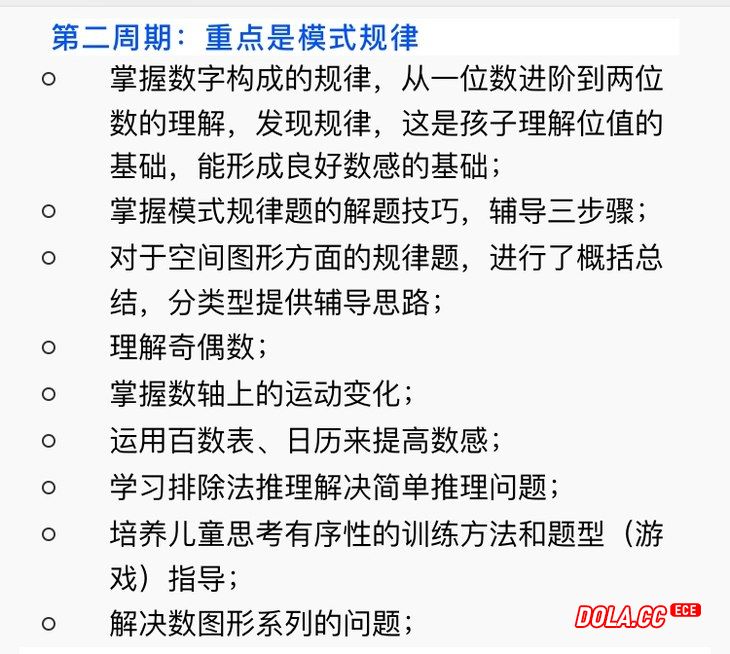 第二周期：重点是模式规律
掌握数字构成的规律，从一位数进阶到两位
数的理解，发现规律，这是孩子理解位值的
基础，能形成良好数感的基础；
掌握模式规律题的解题技巧，辅导三步骤；
对于空间图形方面的规律题，进行了概括总
结，分类型提供辅导思路；
理解奇偶数；
掌握数轴上的运动变化；
运用百数表、日历来提高数感；
学习排除法推理解决简单推理问题；
培养儿童思考有序性的训练方法和题型（游
戏）指导；
解决数图形系列的问题；
DOLA.CC ECE